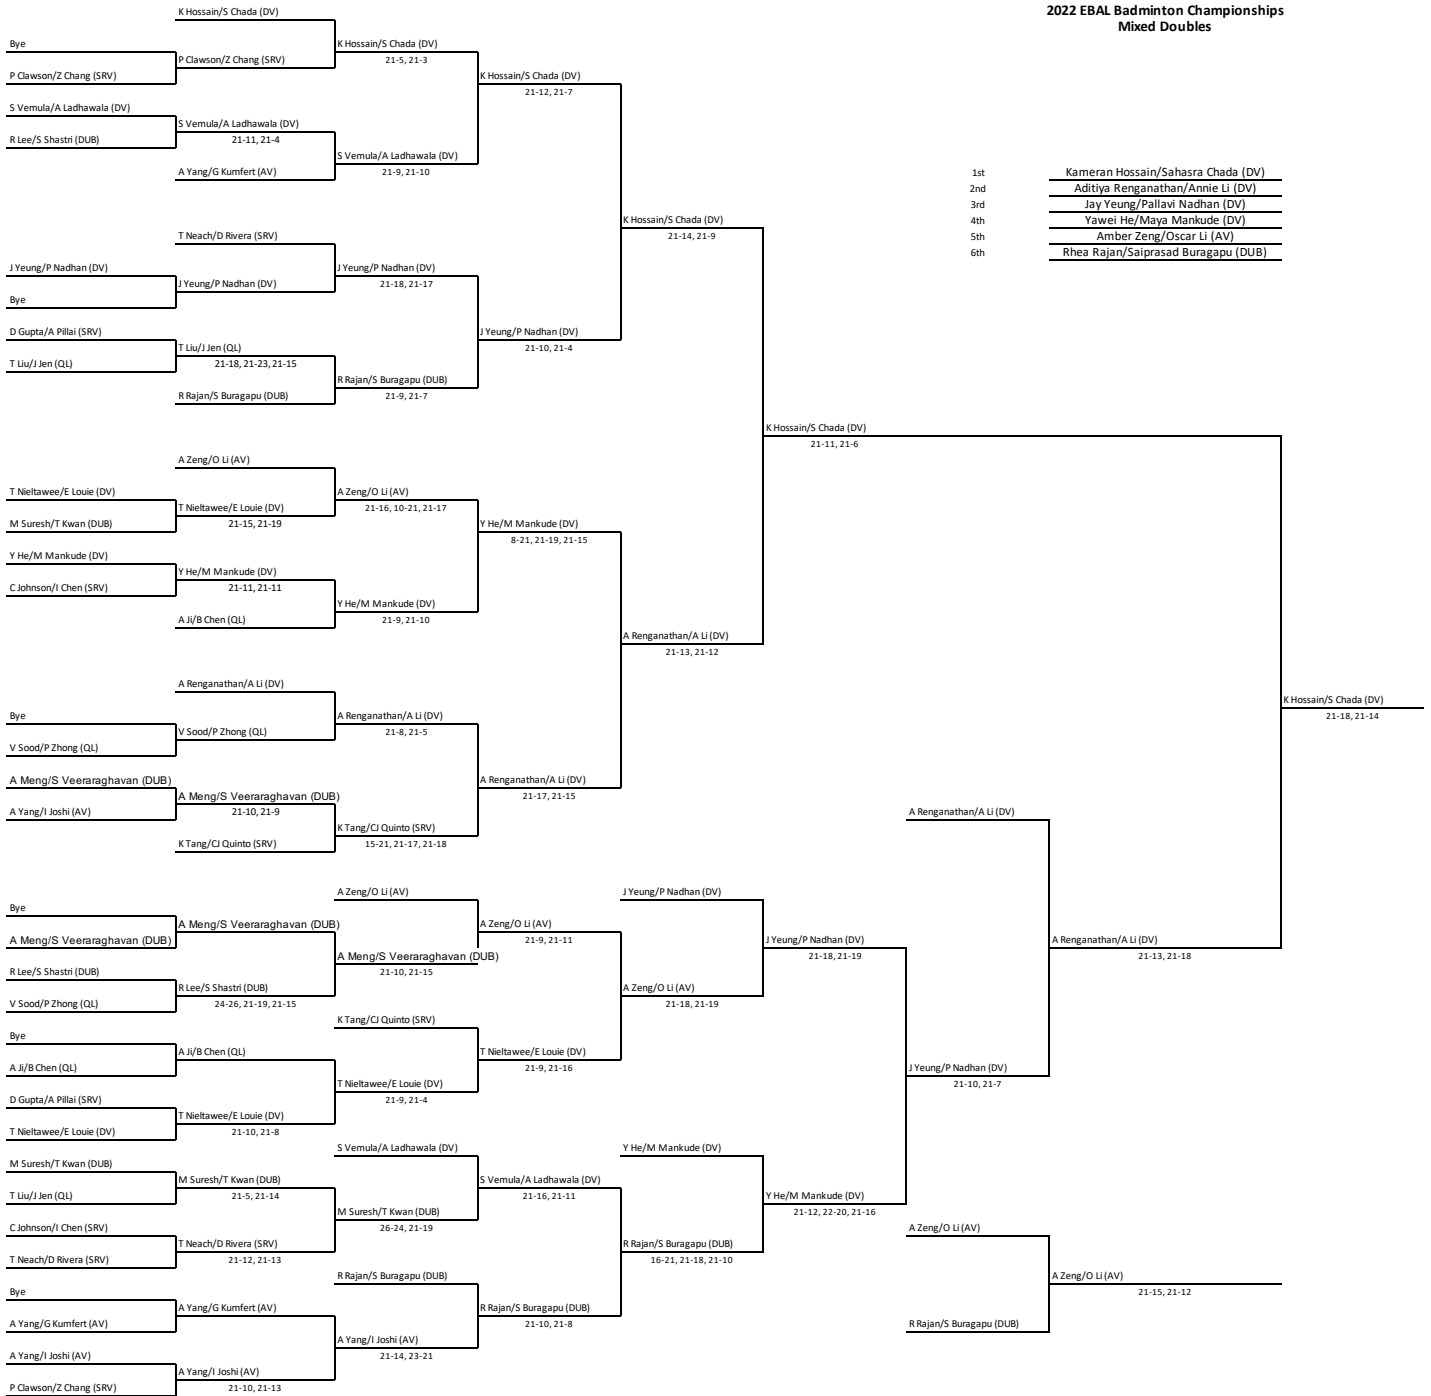 2022 EBAL Badminton Championships
Mixed Doubles
K Hossain/S Chada (DV)
Bye
K Hossain/S Chada (DV)
P Clawson/Z Chang (SRV)
21-5, 21-3
P Clawson/Z Chang (SRV)
K Hossain/S Chada (DV)
21-12, 21-7
S Vemula/A Ladhawala (DV)
S Vemula/A Ladhawala (DV)
R Lee/S Shastri (DUB)
21-11, 21-4
S Vemula/A Ladhawala (DV)
A Yang/G Kumfert (AV)
21-9, 21-10
1st Kameran Hossain/Sahasra Chada (DV)
2nd Aditiya Renganathan/Annie Li (DV)
3rd Jay Yeung/Pallavi Nadhan (DV)
4th Yawei He/Maya Mankude (DV)
5th Amber Zeng/Oscar Li (AV)
6th Rhea Rajan/Saiprasad Buragapu (DUB)
K Hossain/S Chada (DV)
21-14, 21-9
T Neach/D Rivera (SRV)
J Yeung/P Nadhan (DV)
J Yeung/P Nadhan (DV)
J Yeung/P Nadhan (DV)
21-18, 21-17
Bye
D Gupta/A Pillai (SRV)
J Yeung/P Nadhan (DV)
21-10, 21-4
T Liu/J Jen (QL)
T Liu/J Jen (QL)
21-18, 21-23, 21-15
R Rajan/S Buragapu (DUB)
R Rajan/S Buragapu (DUB)
21-9, 21-7
K Hossain/S Chada (DV)
21-11, 21-6
A Zeng/O Li (AV)
T Nieltawee/E Louie (DV)
A Zeng/O Li (AV)
T Nieltawee/E Louie (DV)
21-16, 10-21, 21-17
M Suresh/T Kwan (DUB)
21-15, 21-19
Y He/M Mankude (DV)
8-21, 21-19, 21-15
Y He/M Mankude (DV)
Y He/M Mankude (DV)
C Johnson/I Chen (SRV)
21-11, 21-11
Y He/M Mankude (DV)
A Ji/B Chen (QL)
21-9, 21-10
A Renganathan/A Li (DV)
21-13, 21-12
A Renganathan/A Li (DV)
K Hossain/S Chada (DV)
21-18, 21-14
Bye
A Renganathan/A Li (DV)
V Sood/P Zhong (QL)
21-8, 21-5
V Sood/P Zhong (QL)
A Meng/S Veeraraghavan (DUB)
A Renganathan/A Li (DV)
A Meng/S Veeraraghavan (DUB)
21-17, 21-15
A Yang/I Joshi (AV)
21-10, 21-9
A Renganathan/A Li (DV)
K Tang/CJ Quinto (SRV)
K Tang/CJ Quinto (SRV)
15-21, 21-17, 21-18
A Zeng/O Li (AV)
J Yeung/P Nadhan (DV)
Bye
A Meng/S Veeraraghavan (DUB)
A Zeng/O Li (AV)
A Meng/S Veeraraghavan (DUB)
21-9, 21-11
J Yeung/P Nadhan (DV)
A Renganathan/A Li (DV)
A Meng/S Veeraraghavan (DUB)
21-18, 21-19
21-13, 21-18
R Lee/S Shastri (DUB)
21-10, 21-15
R Lee/S Shastri (DUB)
A Zeng/O Li (AV)
V Sood/P Zhong (QL)
24-26, 21-19, 21-15
21-18, 21-19
K Tang/CJ Quinto (SRV)
Bye
A Ji/B Chen (QL)
T Nieltawee/E Louie (DV)
A Ji/B Chen (QL)
21-9, 21-16
J Yeung/P Nadhan (DV)
T Nieltawee/E Louie (DV)
21-10, 21-7
D Gupta/A Pillai (SRV)
21-9, 21-4
T Nieltawee/E Louie (DV)
T Nieltawee/E Louie (DV)
21-10, 21-8
S Vemula/A Ladhawala (DV)
Y He/M Mankude (DV)
M Suresh/T Kwan (DUB)
M Suresh/T Kwan (DUB)
S Vemula/A Ladhawala (DV)
T Liu/J Jen (QL)
21-5, 21-14
21-16, 21-11
Y He/M Mankude (DV)
M Suresh/T Kwan (DUB)
21-12, 22-20, 21-16
C Johnson/I Chen (SRV)
26-24, 21-19
A Zeng/O Li (AV)
T Neach/D Rivera (SRV)
R Rajan/S Buragapu (DUB)
T Neach/D Rivera (SRV)
21-12, 21-13
16-21, 21-18, 21-10
R Rajan/S Buragapu (DUB)
A Zeng/O Li (AV)
21-15, 21-12
Bye
A Yang/G Kumfert (AV)
R Rajan/S Buragapu (DUB)
A Yang/G Kumfert (AV)
21-10, 21-8
R Rajan/S Buragapu (DUB)
A Yang/I Joshi (AV)
A Yang/I Joshi (AV)
21-14, 23-21
A Yang/I Joshi (AV)
P Clawson/Z Chang (SRV)
21-10, 21-13